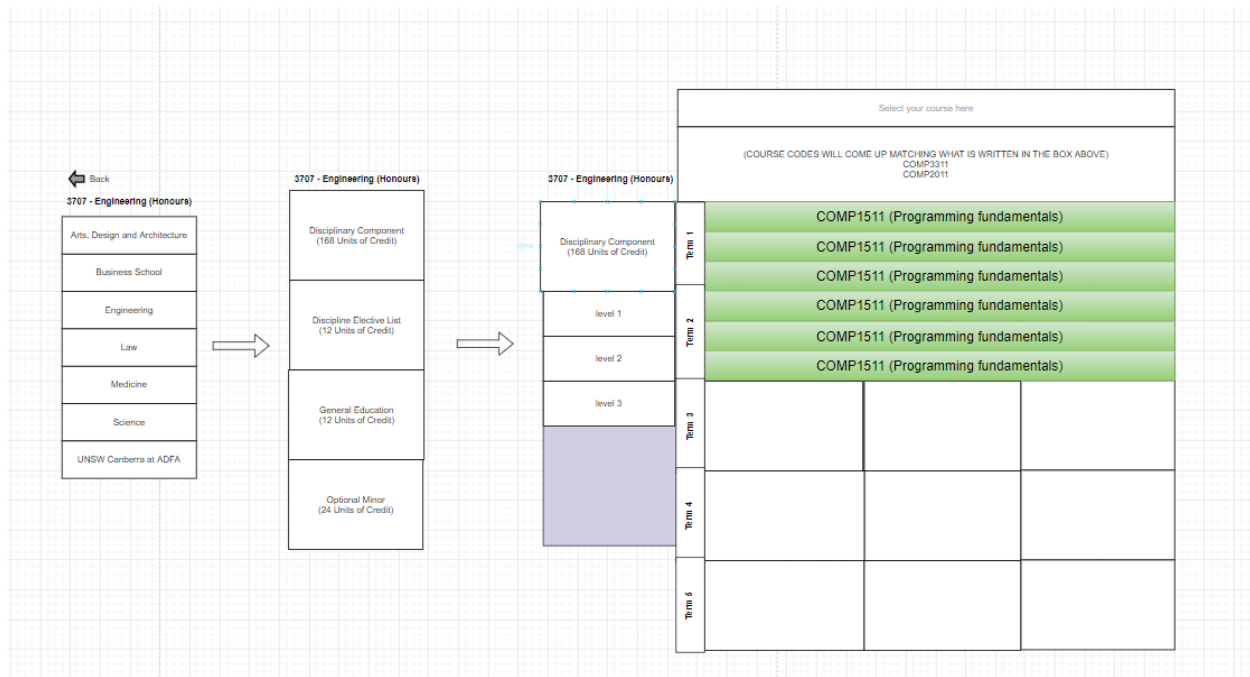 Back
3707 - Engineering (Honours)
Arts, Design and Architecture
Business School
Engineering
Law
Medicine
Science
UNSW Canberra at ADFA
3707 - Engineering (Honours)
Disciplinary Component
(168 Units of Credit)
Discipline Elective List
(12 Units of Credit)
General Education
(12 Units of Credit)
Optional Minor
(24 Units of Credit)
3707 - Engineering (Honours)
Disciplinary Component
(168 Units of Credit)
level 1
level 2
level 3
Select your course here
(COURSE CODES WILL COME UP MATCHING WHAT IS WRITTEN IN THE BOX ABOVE)
COMP3311
COMP2011
Term 1
COMP1511 (Programming fundamentals)
COMP1511 (Programming fundamentals)
COMP1511 (Programming fundamentals)
Term 2
COMP1511 (Programming fundamentals)
COMP1511 (Programming fundamentals)
COMP1511 (Programming fundamentals)
Term 3
Term 4
Term 5